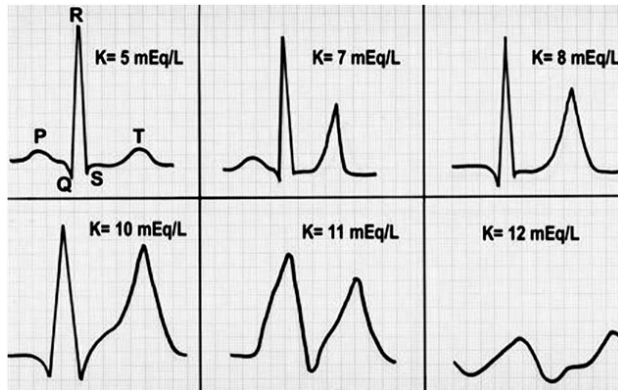 R
K= 5 mEq/L
P
T
Q
S
K= 7 mEq/L
K= 8 mEq/L
K= 10 mEq/L
K= 11 mEq/L
K= 12 mEq/L